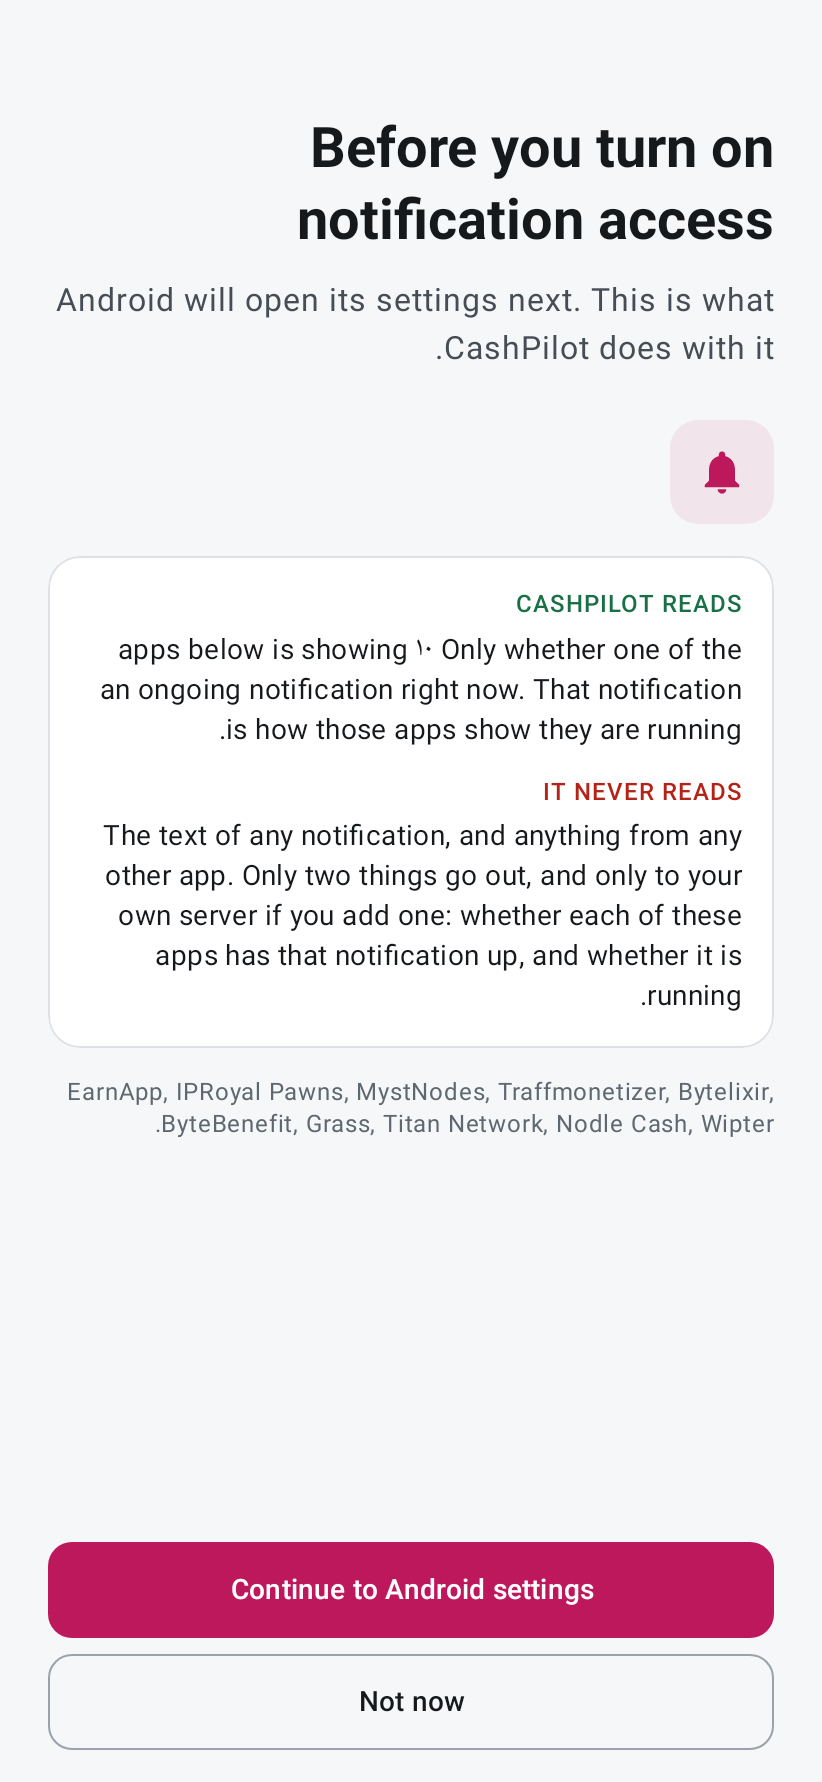 Before you turn on
notification access
Android will open its settings next. This is what
CashPilot does with it.
CASHPILOT READS
Only whether one of the ١٠ apps below is showing
an ongoing notification right now. That notification
is how those apps show they are running.
IT NEVER READS
The text of any notification, and anything from any
other app. Only two things go out, and only to your
own server if you add one: whether each of these
apps has that notification up, and whether it is
running.
EarnApp, IPRoyal Pawns, MystNodes, Traffmonetizer, Bytelixir,
ByteBenefit, Grass, Titan Network, Nodle Cash, Wipter.
Continue to Android settings
Not now